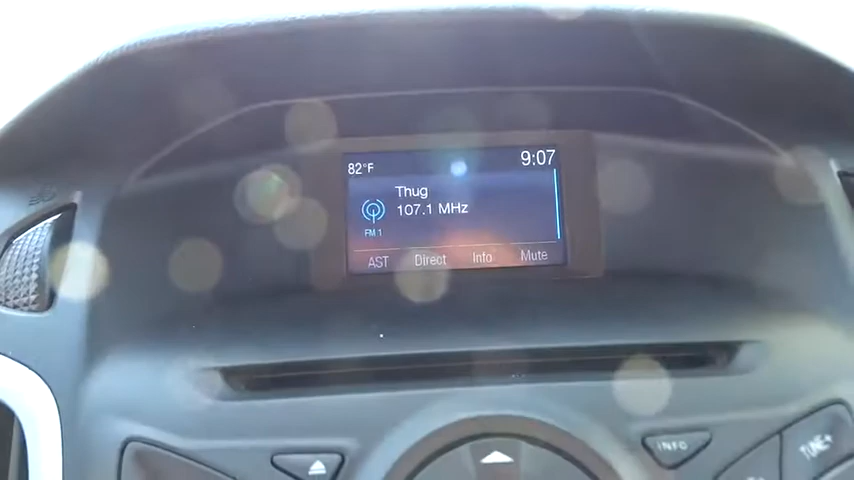 82°F 9:07
Thug
107.1 MHz
FM 1
AST Direct Info Mute
INFO
TUNE+